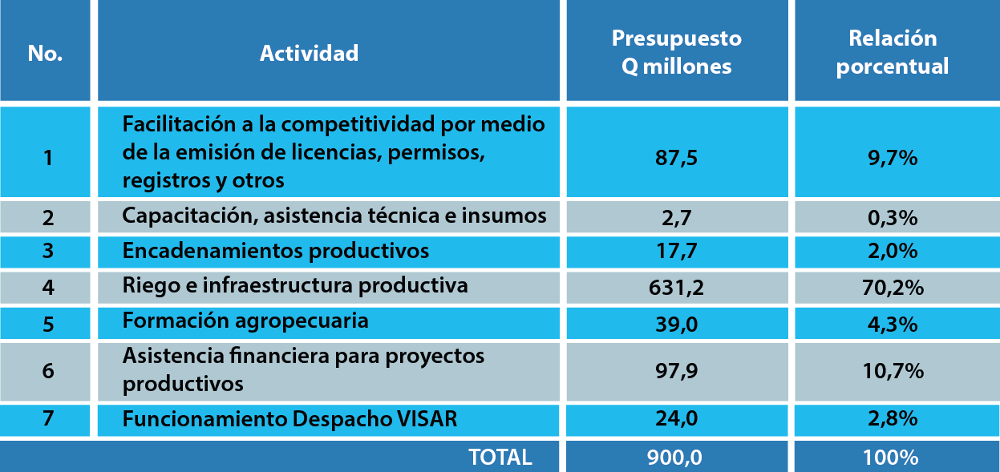 No.
Actividad
Presupuesto
Q millones
Relación
porcentual
1
Facilitación a la competitividad por medio
de la emisión de licencias, permisos,
registros y otros
87,5
9,7%
2
Capacitación, asistencia técnica e insumos
2,7
0,3%
3
Encadenamientos productivos
17,7
2,0%
4
Riego e infraestructura productiva
631,2
70,2%
5
Formación agropecuaria
39,0
4,3%
6
Asistencia financiera para proyectos
productivos
97,9
10,7%
7
Funcionamiento Despacho VISAR
24,0
2,8%
TOTAL
900,0
100%